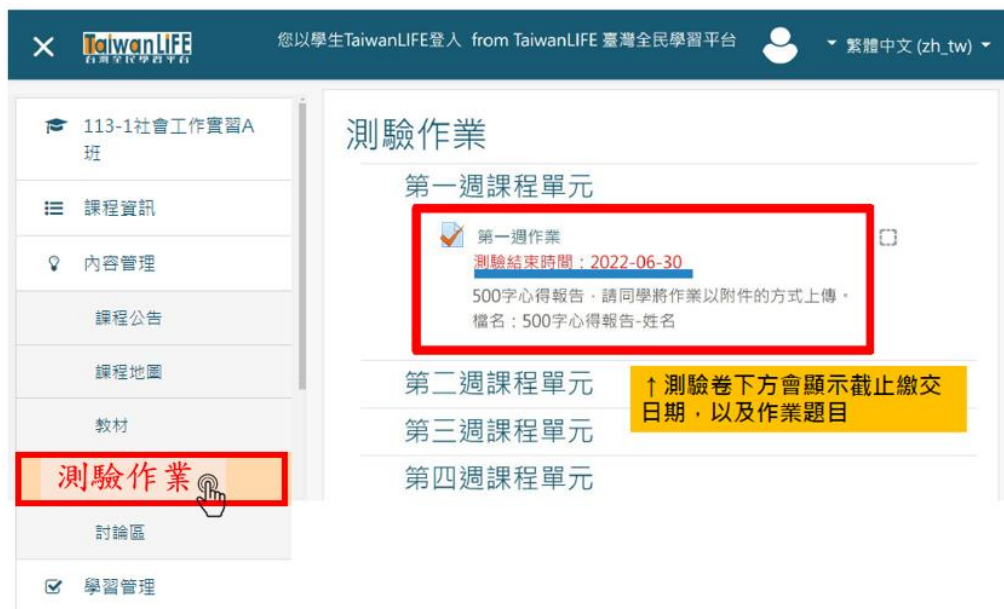 TaiwanLIFE
台灣全民學習平台
您以學生TaiwanLIFE登入 from TaiwanLIFE 臺灣全民學習平台
繁體中文 (zh_tw)
113-1社會工作實習A
班
課程資訊
內容管理
課程公告
課程地圖
教材
測驗作業
討論區
學習管理
測驗作業
第一週課程單元
第一週作業
測驗結束時間：2022-06-30
500字心得報告，請同學將作業以附件的方式上傳。
檔名：500字心得報告-姓名
第二週課程單元
↑測驗卷下方會顯示截止繳交
日期，以及作業題目
第三週課程單元
第四週課程單元